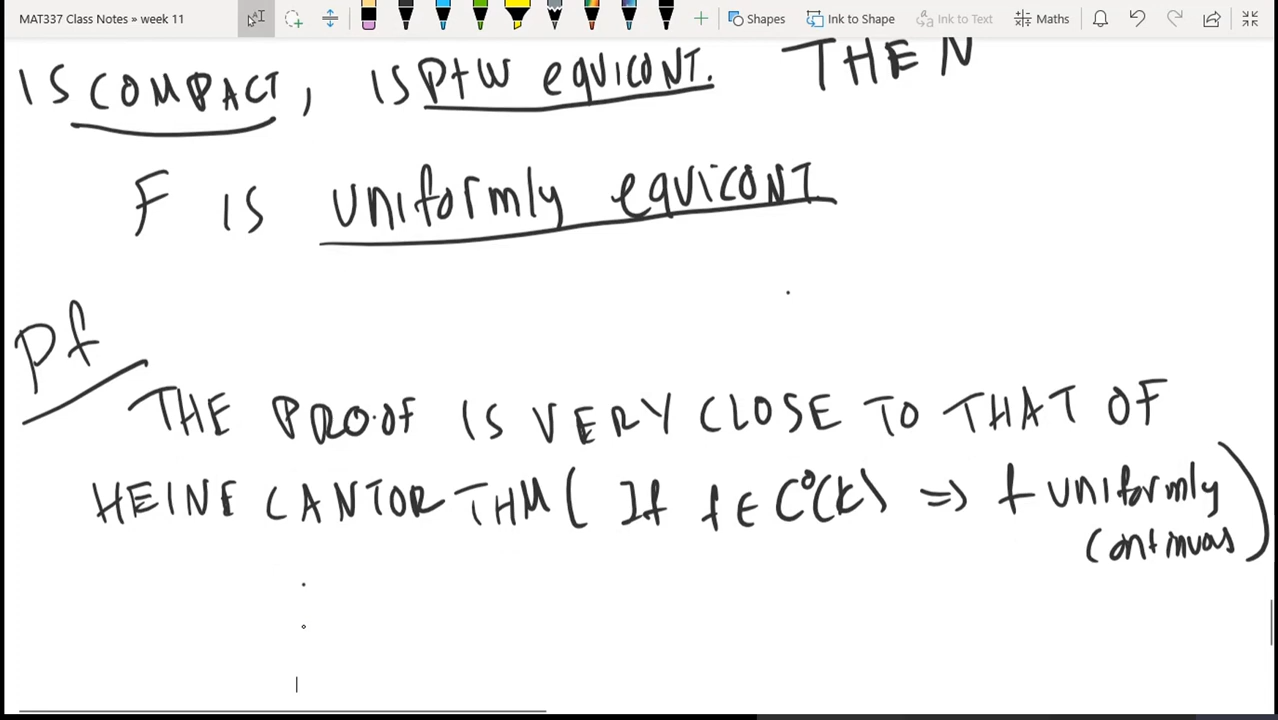 MAT337 Class Notes » week 11
Shapes Ink to Shape Ink to Text Maths
IS COMPACT, IS PtW equicont. THEN
F IS uniformly equicONT
Pf
THE PROOF IS VERY CLOSE TO THAT OF
HEINE CANTOR THM ( If f ∈ C⁰(K) => f uniformly
continuous )